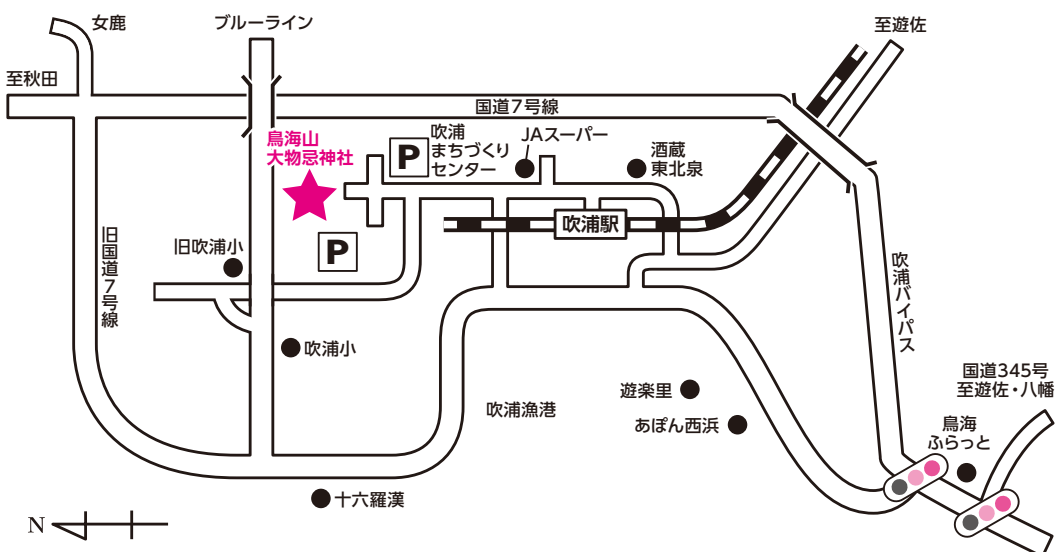 女鹿
ブルーライン
至遊佐
至秋田
国道7号線
鳥海山
大物忌神社
P
吹浦
まちづくり
センター
JAスーパー
酒蔵
東北泉
吹浦駅
旧国道7号線
旧吹浦小
P
吹浦バイパス
吹浦小
国道345号
至遊佐・八幡
遊楽里
吹浦漁港
あぽん西浜
鳥海
ふらっと
十六羅漢
N